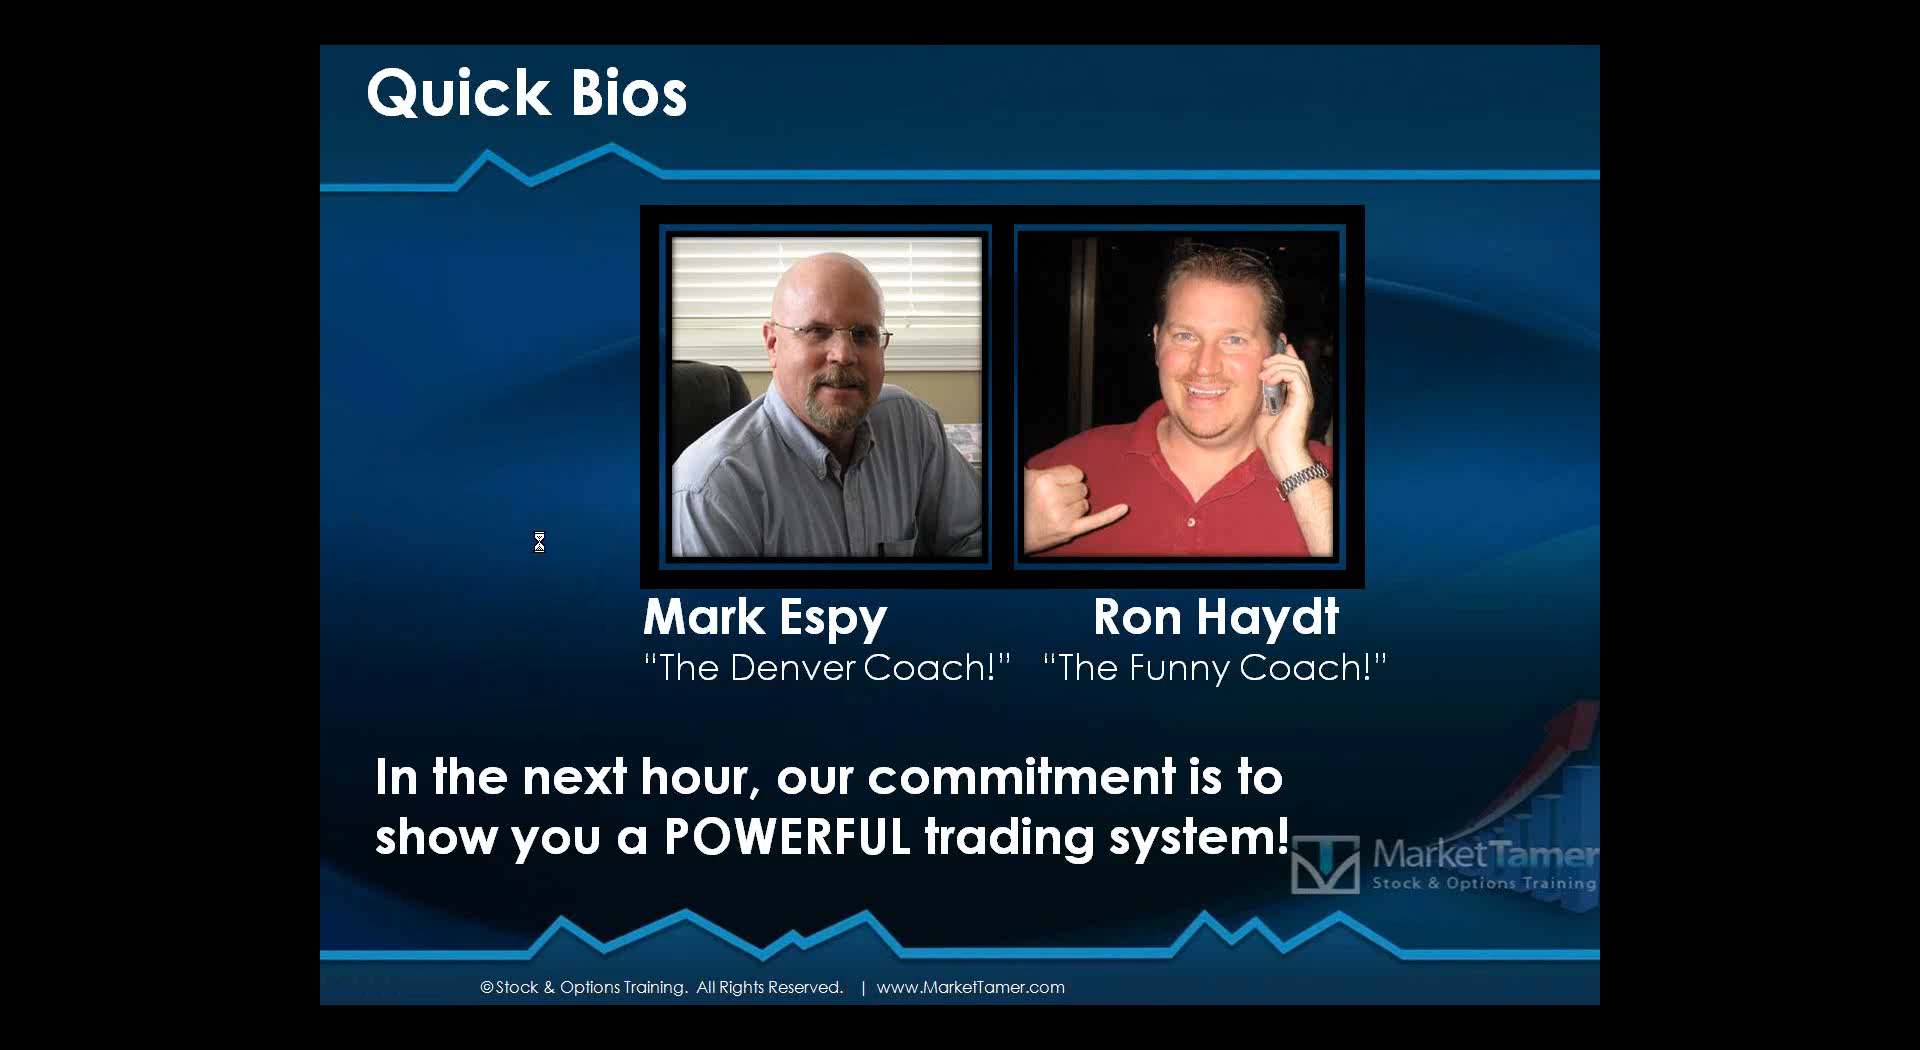 Quick Bios
Mark Espy
Ron Haydt
“The Denver Coach!”
“The Funny Coach!”
In the next hour, our commitment is to
show you a POWERFUL trading system!
MarketTamer
Stock & Options Training
©Stock & Options Training.  All Rights Reserved.   |  www.MarketTamer.com